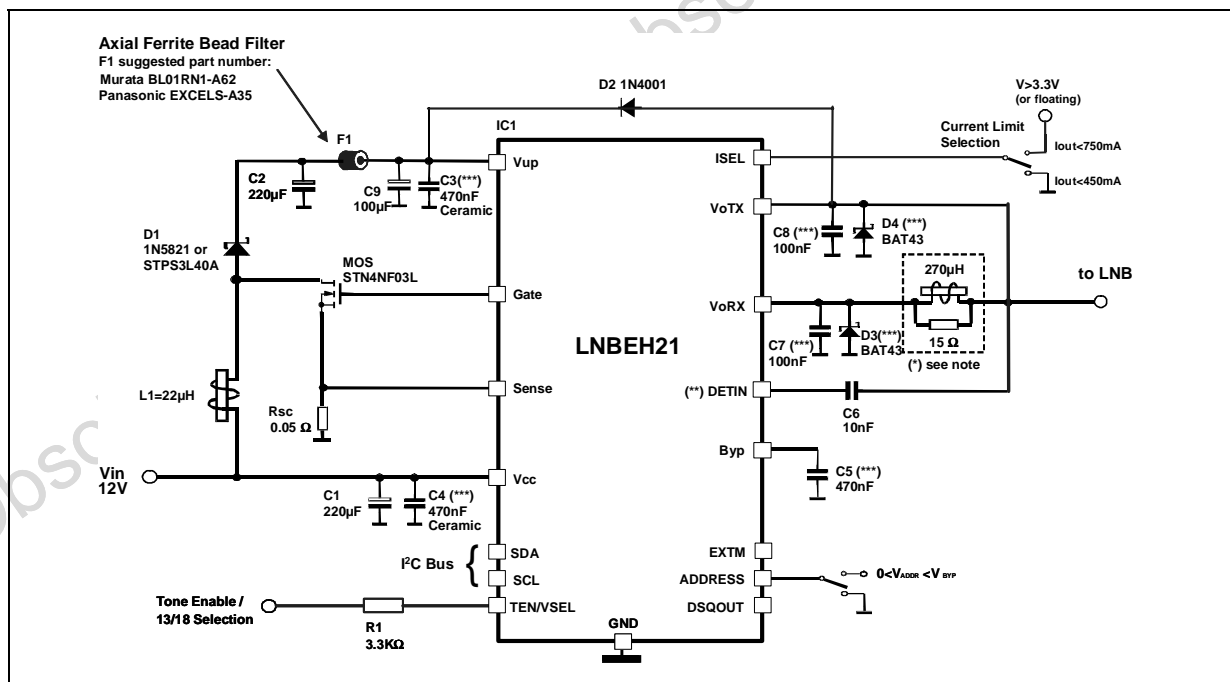 Axial Ferrite Bead Filter
F1 suggested part number:
Murata BL01RN1-A62
Panasonic EXCELS-A35
F1
C2
220µF
C9
100µF
C3(***)
470nF
Ceramic
D2 1N4001
IC1
Vup
ISEL
V>3.3V
(or floating)
Current Limit
Selection
Iout<750mA
Iout<450mA
VoTX
C8 (***)
100nF
D4 (***)
BAT43
D1
1N5821 or
STPS3L40A
MOS
STN4NF03L
Gate
LNBEH21
VoRX
C7 (***)
100nF
D3(***)
BAT43
270µH
15 Ω
(*) see note
to LNB
L1=22µH
Rsc
0.05 Ω
Sense
(**) DETIN
C6
10nF
Byp
C5 (***)
470nF
Vin
12V
C1
220µF
C4 (***)
470nF
Ceramic
Vcc
I²C Bus {
SDA
SCL
EXTM
ADDRESS
0<VADDR <V BYP
Tone Enable /
13/18 Selection
R1
3.3KΩ
TEN/VSEL
DSQOUT
GND